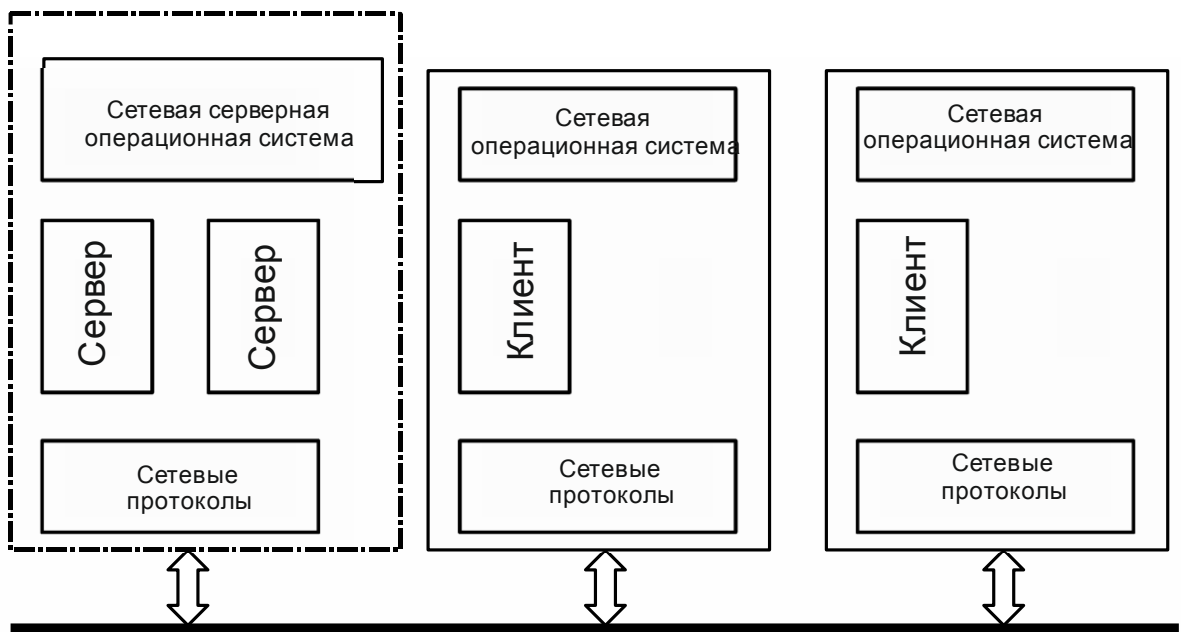 Сетевая серверная
операционная система
Сервер
Сервер
Сетевые
протоколы
Сетевая
операционная система
Клиент
Сетевые
протоколы
Сетевая
операционная система
Клиент
Сетевые
протоколы